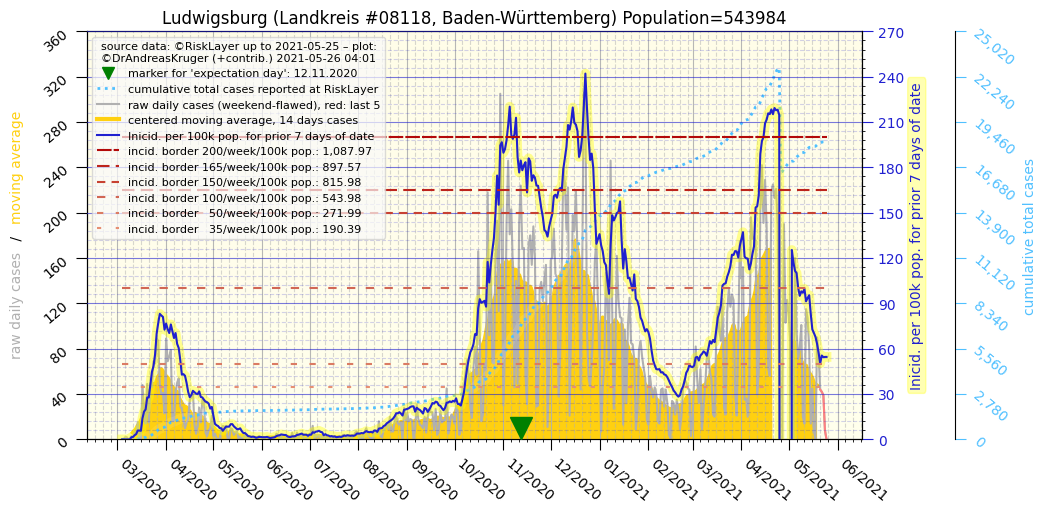 Ludwigsburg (Landkreis #08118, Baden-Württemberg) Population=543984
source data: ©RiskLayer up to 2021-05-25 – plot:
©DrAndreasKruger (+contrib.) 2021-05-26 04:01
marker for 'expectation day': 12.11.2020
cumulative total cases reported at RiskLayer
raw daily cases (weekend-flawed), red: last 5
centered moving average, 14 days cases
Inicid. per 100k pop. for prior 7 days of date
incid. border 200/week/100k pop.: 1,087.97
incid. border 165/week/100k pop.: 897.57
incid. border 150/week/100k pop.: 815.98
incid. border 100/week/100k pop.: 543.98
incid. border 50/week/100k pop.: 271.99
incid. border 35/week/100k pop.: 190.39
raw daily cases / moving average
360
320
280
240
200
160
120
80
40
0
270
240
210
180
150
120
90
60
30
0
Inicid. per 100k pop. for prior 7 days of date
25,020
22,240
19,460
16,680
13,900
11,120
8,340
5,560
2,780
0
cumulative total cases
03/2020
04/2020
05/2020
06/2020
07/2020
08/2020
09/2020
10/2020
11/2020
12/2020
01/2021
02/2021
03/2021
04/2021
05/2021
06/2021